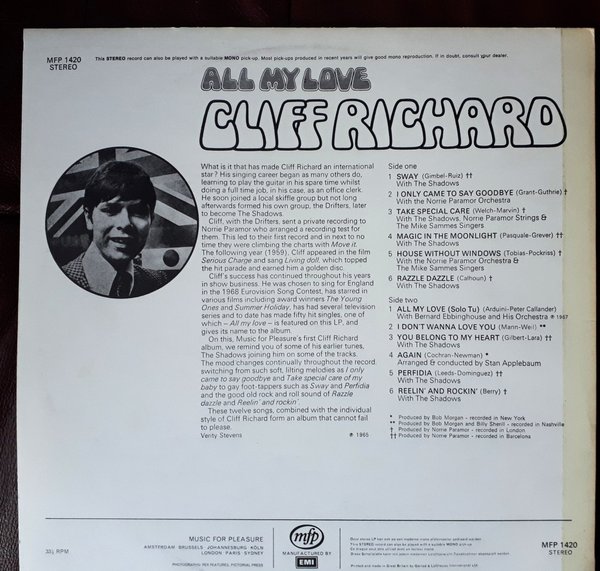 MFP 1420
STEREO
This STEREO record can also be played with a suitable MONO pick-up. Most pick-ups produced in recent years will give good mono reproduction. If in doubt, consult your dealer.
ALL MY LOVE
CLIFF RICHARD
What is it that has made Cliff Richard an international
star? His singing career began as many others do,
learning to play the guitar in his spare time whilst
doing a full time job, in his case, as an office clerk.
He soon joined a local skiffle group but not long
afterwards formed his own group, the Drifters, later
to become The Shadows.
Cliff, with the Drifters, sent a private recording to
Norrie Paramor who arranged a recording test for
them. This led to their first record and in next to no
time they were climbing the charts with Move it.
The following year (1959), Cliff appeared in the film
Serious Charge and sang Living doll, which topped
the hit parade and earned him a golden disc.
Cliff's success has continued throughout his years
in show business. He was chosen to sing for England
in the 1968 Eurovision Song Contest, has starred in
various films including award winners The Young
Ones and Summer Holiday, has had several television
series and to date has made fifty hit singles, one of
which – All my love – is featured on this LP, and
gives its name to the album.
On this, Music for Pleasure's first Cliff Richard
album, we remind you of some of his earlier tunes,
The Shadows joining him on some of the tracks.
The mood changes continually throughout the record,
switching from such soft, lilting melodies as I only
came to say goodbye and Take special care of my
baby to gay foot-tappers such as Sway and Perfidia
and the good old rock and roll sound of Razzle
dazzle and Reelin' and rockin'.
These twelve songs, combined with the individual
style of Cliff Richard form an album that cannot fail
to please.
Verity Stevens ℗ 1965
Side one
1 SWAY (Gimbel-Ruiz) ††
With The Shadows
2 I ONLY CAME TO SAY GOODBYE (Grant-Guthrie) †
With the Norrie Paramor Orchestra
3 TAKE SPECIAL CARE (Welch-Marvin) †
With The Shadows, Norrie Paramor Strings &
The Mike Sammes Singers
4 MAGIC IN THE MOONLIGHT (Pasquale-Grever) ††
With The Shadows
5 HOUSE WITHOUT WINDOWS (Tobias-Pockriss) †
With the Norrie Paramor Orchestra &
The Mike Sammes Singers
6 RAZZLE DAZZLE (Calhoun) †
With The Shadows
Side two
1 ALL MY LOVE (Solo Tu) (Arduini-Peter Callander)
With Bernard Ebbinghouse and His Orchestra ℗ 1967
2 I DON'T WANNA LOVE YOU (Mann-Weil) **
3 YOU BELONG TO MY HEART (Gilbert-Lara) ††
With The Shadows
4 AGAIN (Cochran-Newman) *
Arranged & conducted by Stan Applebaum
5 PERFIDIA (Leeds-Dominguez) ††
With The Shadows
6 REELIN' AND ROCKIN' (Berry) †
With The Shadows
* Produced by Bob Morgan - recorded in New York
** Produced by Bob Morgan and Billy Sherill - recorded in Nashville
† Produced by Norrie Paramor - recorded in London
†† Produced by Norrie Paramor - recorded in Barcelona
33⅓ RPM
MUSIC FOR PLEASURE
AMSTERDAM · BRUSSELS · JOHANNESBURG · KÖLN
LONDON · PARIS · SYDNEY
PHOTOGRAPHY: REX FEATURES, PICTORIAL PRESS
mfp
MANUFACTURED BY
EMI
This STEREO record can also be played with a suitable MONO pick-up
Printed and made in Great Britain by
MFP 1420
STEREO